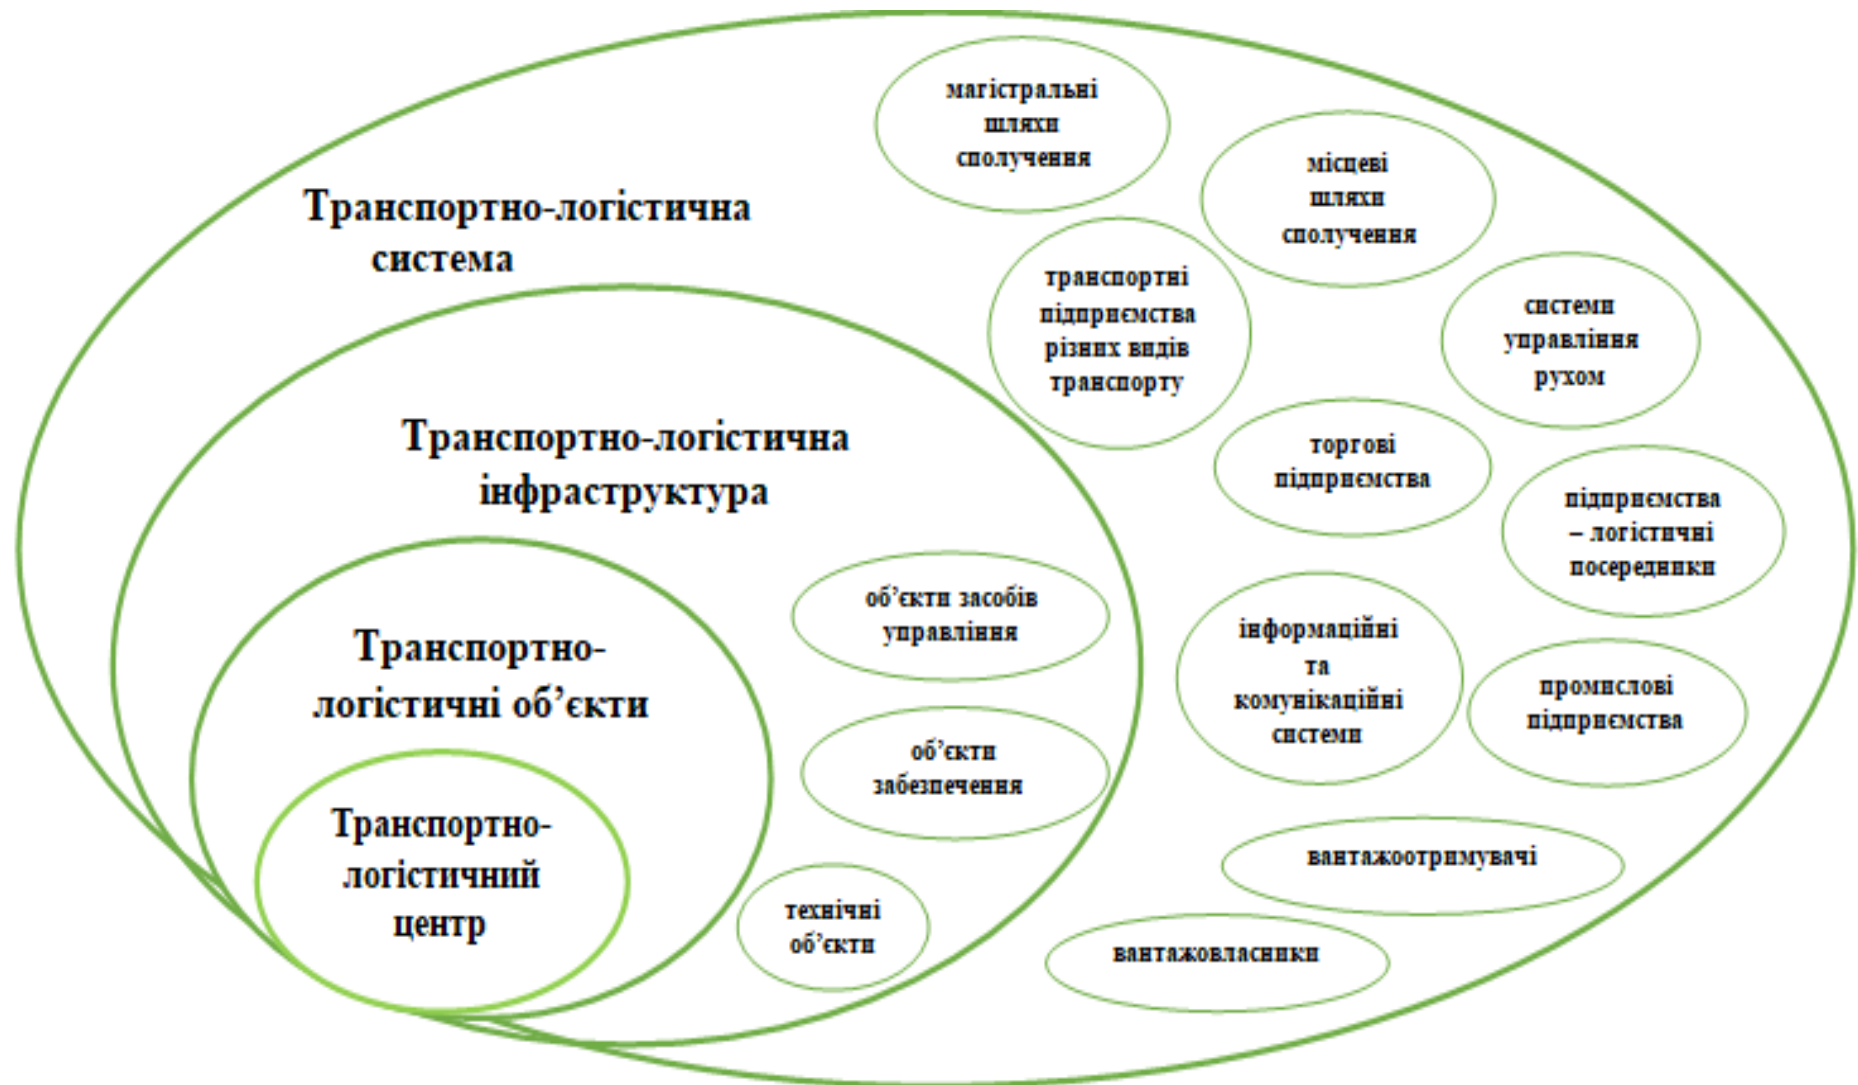 Транспортно-логістична
система
магістральні
шляхи
сполучення
місцеві
шляхи
сполучення
транспортні
підприємства
різних видів
транспорту
системи
управління
рухом
торгові
підприємства
підприємства
– логістичні
посередники
інформаційні
та
комунікаційні
системи
промислові
підприємства
вантажоотримувачі
вантажовласники
Транспортно-логістична
інфраструктура
об’єкти засобів
управління
об’єкти
забезпечення
технічні
об’єкти
Транспортно-
логістичні об’єкти
Транспортно-
логістичний
центр